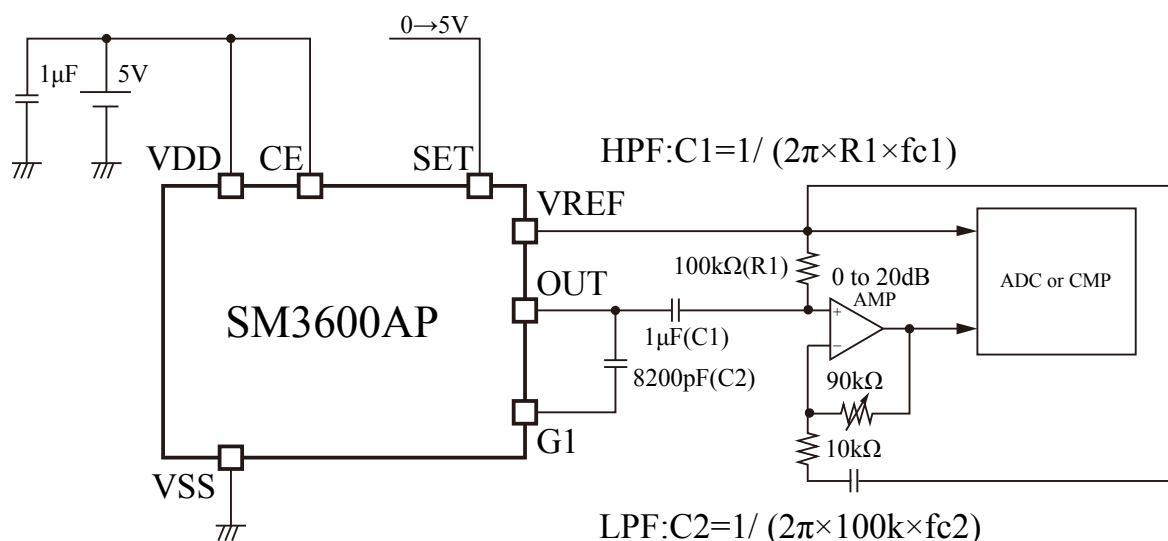 0→5V
1μF
5V
VDD
CE
SET
HPF:C1=1/ (2π×R1×fc1)
VREF
100kΩ(R1)
0 to 20dB
AMP
ADC or CMP
OUT
SM3600AP
+
1μF(C1)
−
8200pF(C2)
90kΩ
G1
10kΩ
VSS
LPF:C2=1/ (2π×100k×fc2)